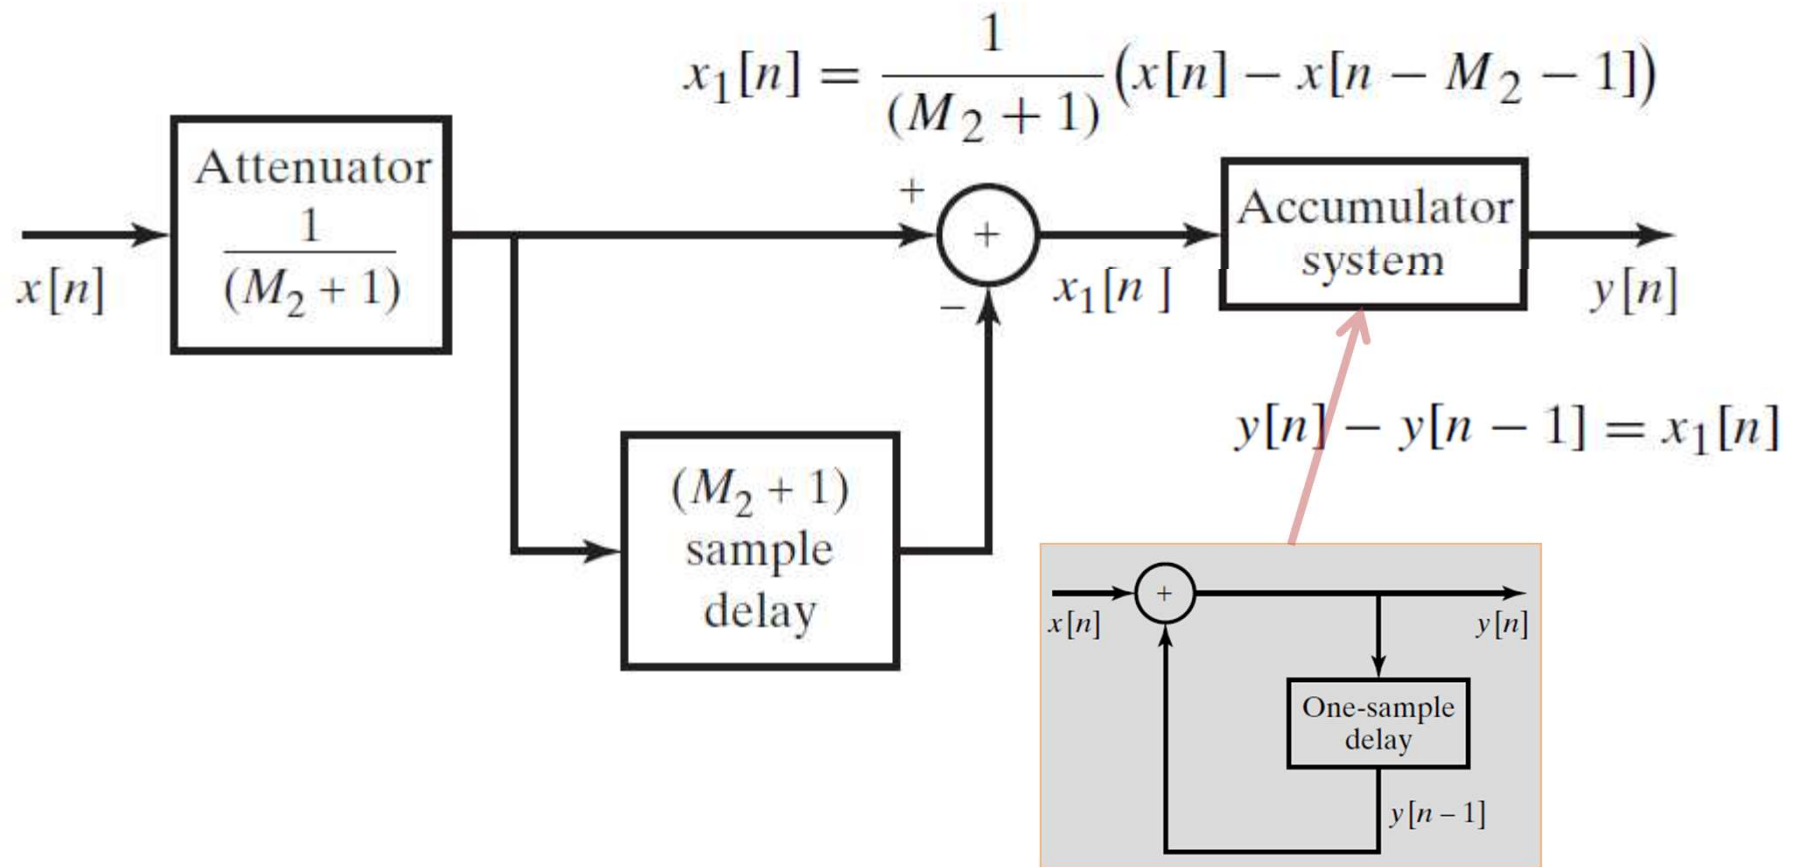 x₁[n] = 1/(M₂ + 1) (x[n] − x[n − M₂ − 1])
Attenuator
1
(M₂ + 1)
x[n]
+
+
−
x₁[n ]
Accumulator
system
y[n]
y[n] − y[n − 1] = x₁[n]
(M₂ + 1)
sample
delay
+
x[n]
y[n]
One-sample
delay
y[n − 1]